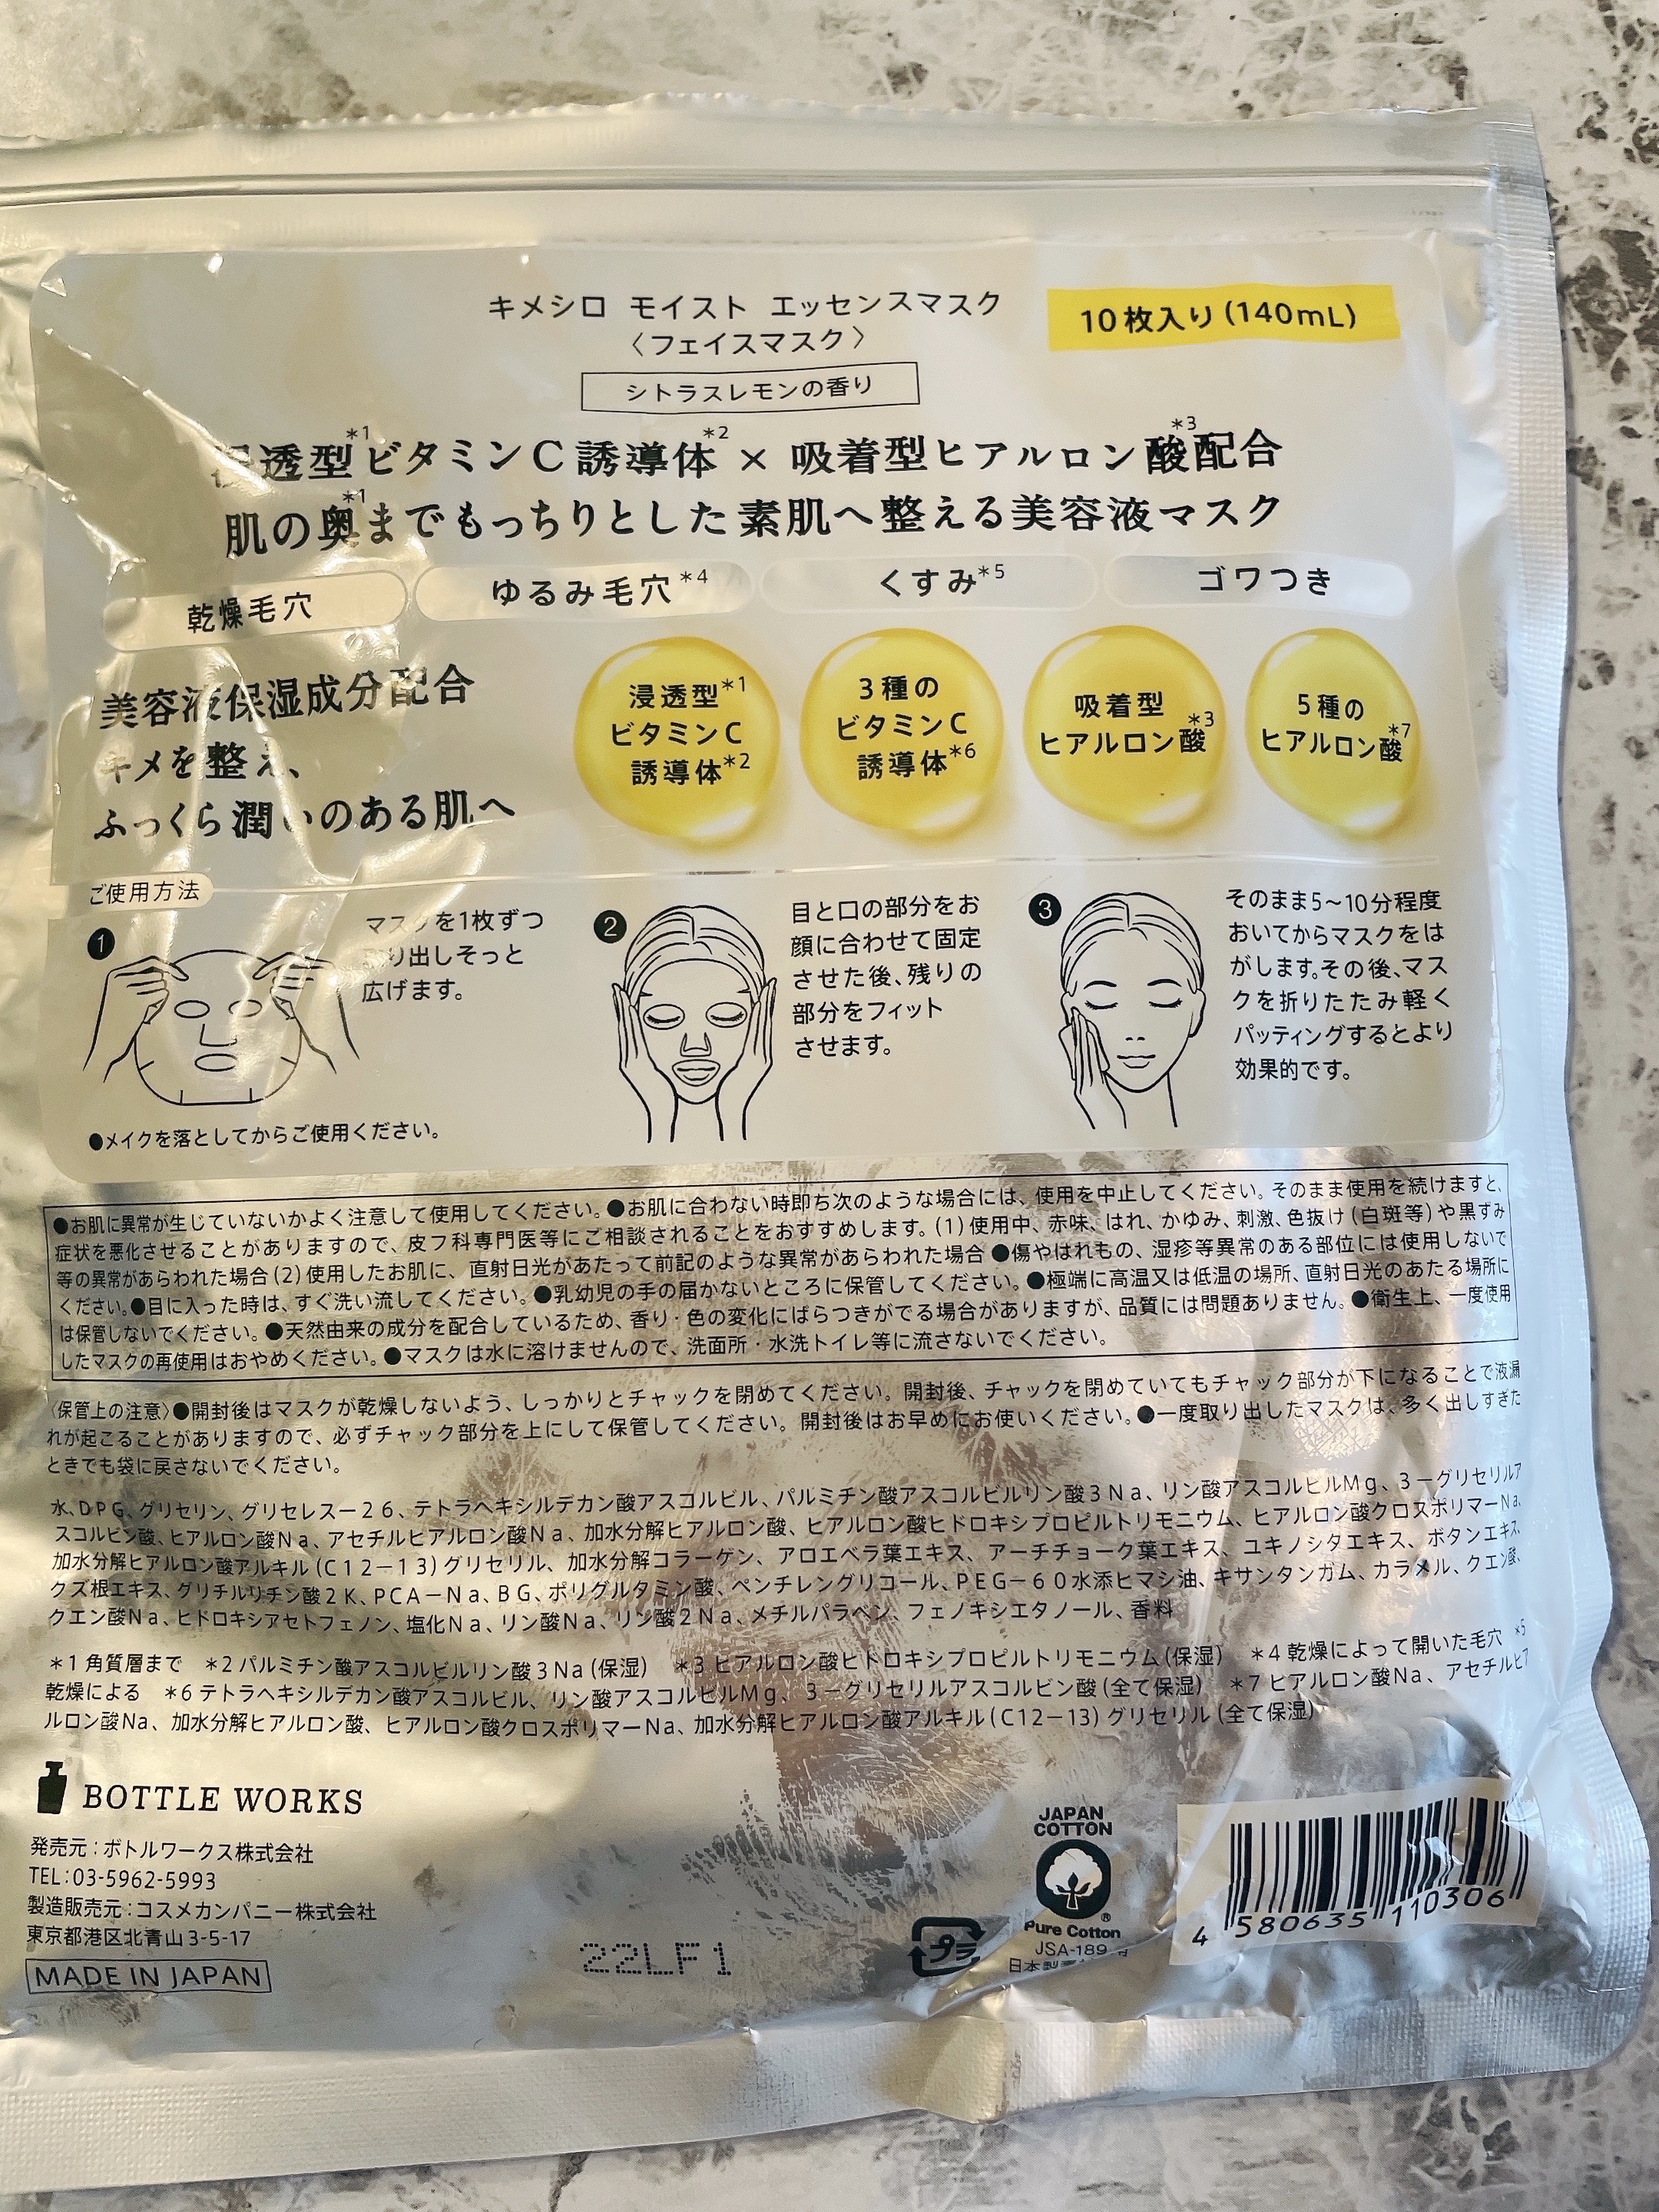 キメシロ モイスト エッセンスマスク
〈フェイスマスク〉
10枚入り(140mL)
シトラスレモンの香り
浸透型*1ビタミンC誘導体*2 × 吸着型ヒアルロン酸*3配合
肌の奥*1までもっちりとした素肌へ整える美容液マスク
乾燥毛穴 ゆるみ毛穴*4 くすみ*5 ゴワつき
美容液保湿成分配合
キメを整え、
ふっくら潤いのある肌へ
浸透型*1
ビタミンC
誘導体*2
3種の
ビタミンC
誘導体*6
吸着型
ヒアルロン酸*3
5種の
ヒアルロン酸*7
ご使用方法
1
マスクを1枚ずつ
取り出しそっと
広げます。
2
目と口の部分をお
顔に合わせて固定
させた後、残りの
部分をフィット
させます。
3
そのまま5~10分程度
おいてからマスクをは
がします。その後、マス
クを折りたたみ軽く
パッティングするとより
効果的です。
●メイクを落としてからご使用ください。
●お肌に異常が生じていないかよく注意して使用してください。●お肌に合わない時即ち次のような場合には、使用を中止してください。そのまま使用を続けますと、
症状を悪化させることがありますので、皮フ科専門医等にご相談されることをおすすめします。(1)使用中、赤味、はれ、かゆみ、刺激、色抜け(白斑等)や黒ずみ
等の異常があらわれた場合(2)使用したお肌に、直射日光があたって前記のような異常があらわれた場合●傷やはれもの、湿疹等異常のある部位には使用しないで
ください。●目に入った時は、すぐ洗い流してください。●乳幼児の手の届かないところに保管してください。●極端に高温又は低温の場所、直射日光のあたる場所に
は保管しないでください。●天然由来の成分を配合しているため、香り・色の変化にばらつきがでる場合がありますが、品質には問題ありません。●衛生上、一度使用
したマスクの再使用はおやめください。●マスクは水に溶けませんので、洗面所・水洗トイレ等に流さないでください。
〈保管上の注意〉●開封後はマスクが乾燥しないよう、しっかりとチャックを閉めてください。開封後、チャックを閉めていてもチャック部分が下になることで液漏
れが起こることがありますので、必ずチャック部分を上にして保管してください。開封後はお早めにお使いください。●一度取り出したマスクは、多く出しすぎた
ときでも袋に戻さないでください。
水、DPG、グリセリン、グリセレス－26、テトラヘキシルデカン酸アスコルビル、パルミチン酸アスコルビルリン酸3Na、リン酸アスコルビルMg、3－グリセリルア
スコルビン酸、ヒアルロン酸Na、アセチルヒアルロン酸Na、加水分解ヒアルロン酸、ヒアルロン酸ヒドロキシプロピルトリモニウム、ヒアルロン酸クロスポリマーNa、
加水分解ヒアルロン酸アルキル(C12－13)グリセリル、加水分解コラーゲン、アロエベラ葉エキス、アーチチョーク葉エキス、ユキノシタエキス、ボタンエキス、
クズ根エキス、グリチルリチン酸2K、PCA－Na、BG、ポリグルタミン酸、ペンチレングリコール、PEG－60水添ヒマシ油、キサンタンガム、カラメル、クエン酸、
クエン酸Na、ヒドロキシアセトフェノン、塩化Na、リン酸Na、リン酸2Na、メチルパラベン、フェノキシエタノール、香料
*1 角質層まで *2 パルミチン酸アスコルビルリン酸3Na(保湿) *3 ヒアルロン酸ヒドロキシプロピルトリモニウム(保湿) *4 乾燥によって開いた毛穴 *5
乾燥による *6 テトラヘキシルデカン酸アスコルビル、リン酸アスコルビルMg、3－グリセリルアスコルビン酸(全て保湿) *7 ヒアルロン酸Na、アセチルヒア
ルロン酸Na、加水分解ヒアルロン酸、ヒアルロン酸クロスポリマーNa、加水分解ヒアルロン酸アルキル(C12－13)グリセリル(全て保湿)
BOTTLE WORKS
発売元:ボトルワークス株式会社
TEL:03-5962-5993
製造販売元:コスメカンパニー株式会社
東京都港区北青山3-5-17
MADE IN JAPAN
22LF1
プラ
JAPAN
COTTON
®
Pure Cotton
JSA-189
日本
4 580635 110306